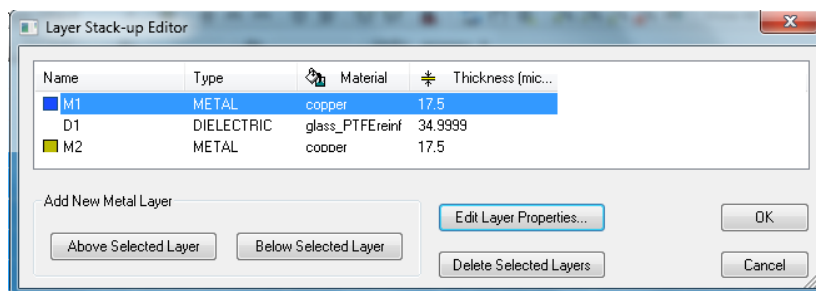 Layer Stack-up Editor
Name Type Material Thickness (mic...
M1 METAL copper 17.5
D1 DIELECTRIC glass_PTFEreinf 34.9999
M2 METAL copper 17.5
Add New Metal Layer
Above Selected Layer Below Selected Layer
Edit Layer Properties... OK
Delete Selected Layers Cancel